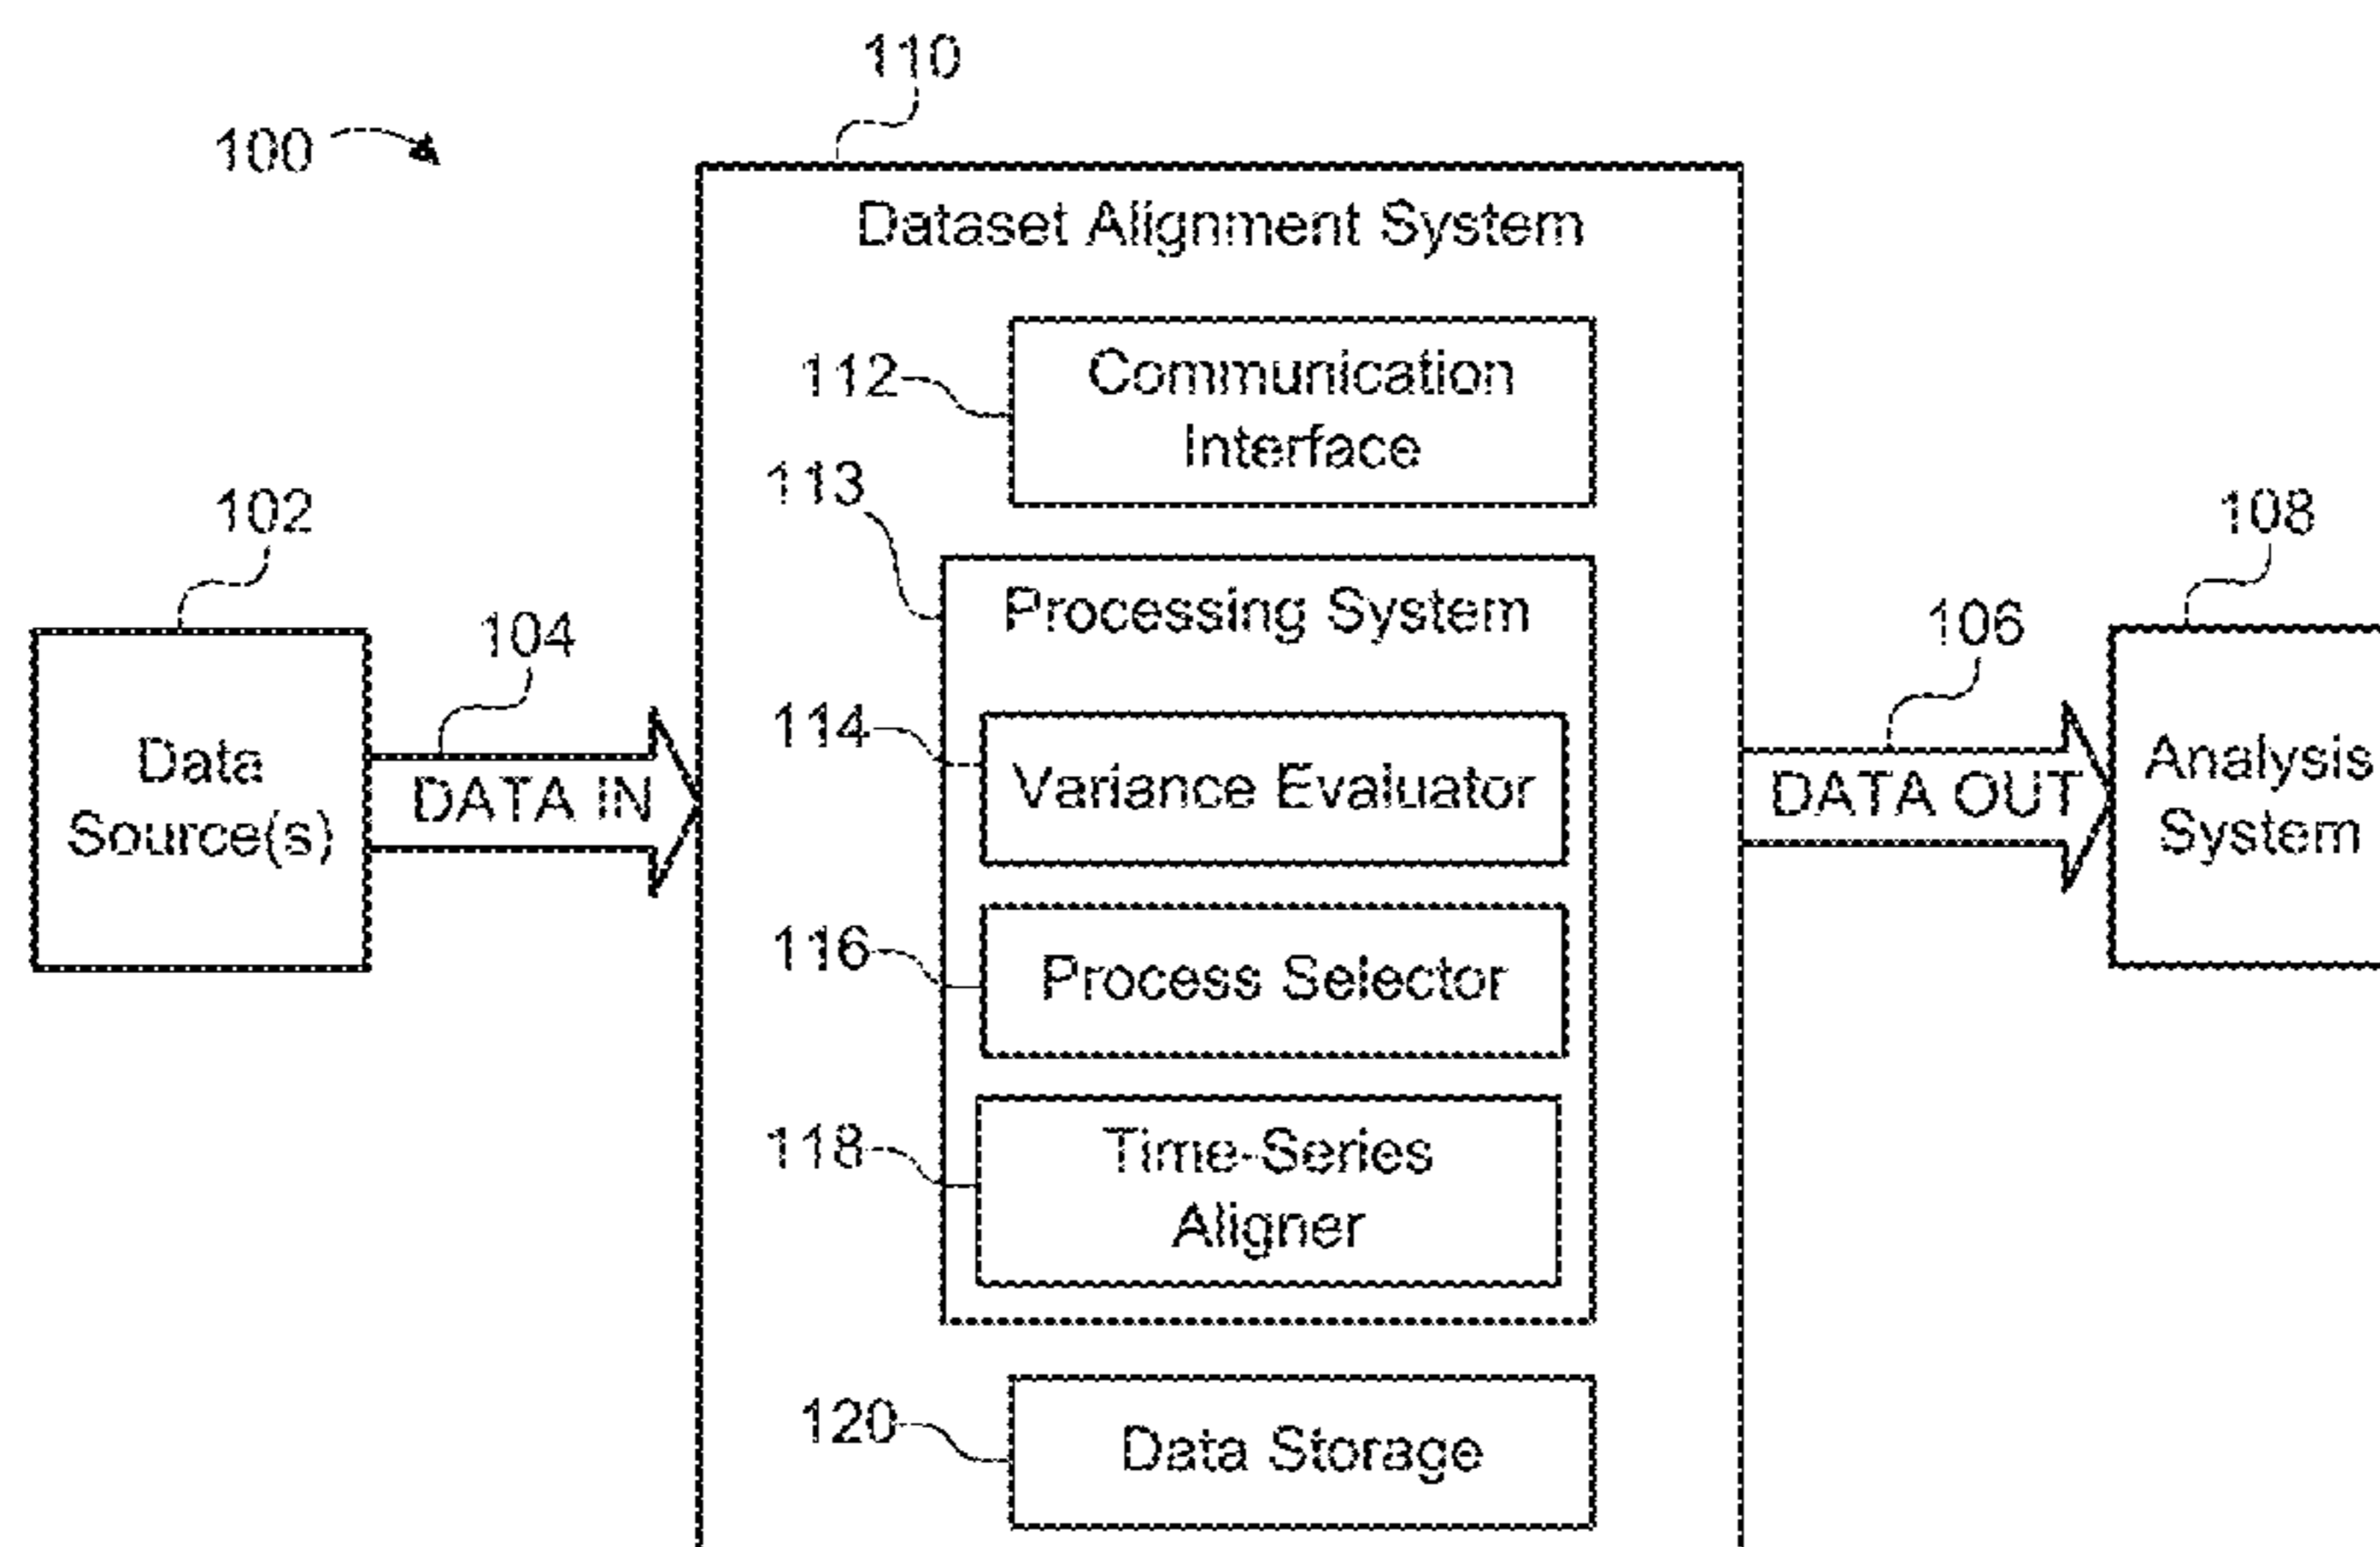 110
100
Dataset Alignment System
112
Communication
Interface
113
102
108
Processing System
104
106
114
Variance Evaluator
Data
Source(s)
DATA IN
DATA OUT
Analysis
System
116
Process Selector
118
Time-Series
Aligner
120
Data Storage